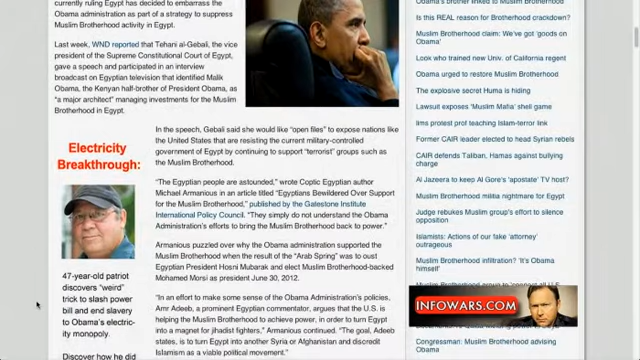 currently ruling Egypt has decided to embarrass the
Obama administration as part of a strategy to suppress
Muslim Brotherhood activity in Egypt.
Last week, WND reported that Tehani al-Gebali, the vice
president of the Supreme Constitutional Court of Egypt,
gave a speech and participated in an interview
broadcast on Egyptian television that identified Malik
Obama, the Kenyan half-brother of President Obama, as
“a major architect” managing investments for the Muslim
Brotherhood in Egypt.
Electricity
Breakthrough:
47-year-old patriot
discovers “weird”
trick to slash power
bill and end slavery
to Obama's electric-
ity monopoly.
Discover how he did
In the speech, Gebali said she would like “open files” to expose nations like
the United States that are resisting the current military-controlled
government of Egypt by continuing to support “terrorist” groups such as
the Muslim Brotherhood.
“The Egyptian people are astounded,” wrote Coptic Egyptian author
Michael Armanious in an article titled “Egyptians Bewildered Over Support
for the Muslim Brotherhood,” published by the Gatestone Institute
International Policy Council. “They simply do not understand the Obama
Administration's efforts to bring the Muslim Brotherhood back to power.”
Armanious puzzled over why the Obama administration supported the
Muslim Brotherhood when the result of the “Arab Spring” was to oust
Egyptian President Hosni Mubarak and elect Muslim Brotherhood-backed
Mohamed Morsi as president June 30, 2012.
“In an effort to make some sense of the Obama Administration's policies,
Amr Adeeb, a prominent Egyptian commentator, argues that the U.S. is
helping the Muslim Brotherhood to achieve power, in order to turn Egypt
into a magnet for jihadist fighters,” Armanious continued. “The goal, Adeeb
states, is to turn Egypt into another Syria or Afghanistan and discredit
Islamism as a viable political movement.”
Obama's brother linked to Muslim Brotherhood
Is this REAL reason for Brotherhood crackdown?
Muslim Brotherhood claim: We've got 'goods on
Obama'
Look who trained new Univ. of California regent
Obama urged to restore Muslim Brotherhood
The explosive secret Huma is hiding
Lawsuit exposes 'Muslim Mafia' shell game
Irms protest prof teaching Islam-terror link
Former CAIR leader elected to head Syrian rebels
CAIR defends Taliban, Hamas against bullying
charge
Al Jazeera to keep Al Gore's 'apostate' TV host?
Muslim Brotherhood militia nightmare for Egypt
Judge rebukes Muslim group's effort to silence
opposition
Islamists: Actions of our fake 'attorney'
outrageous
Muslim Brotherhood infiltration? 'It's Obama
himself'
INFOWARS.COM
Congressman: Muslim Brotherhood advising
Obama